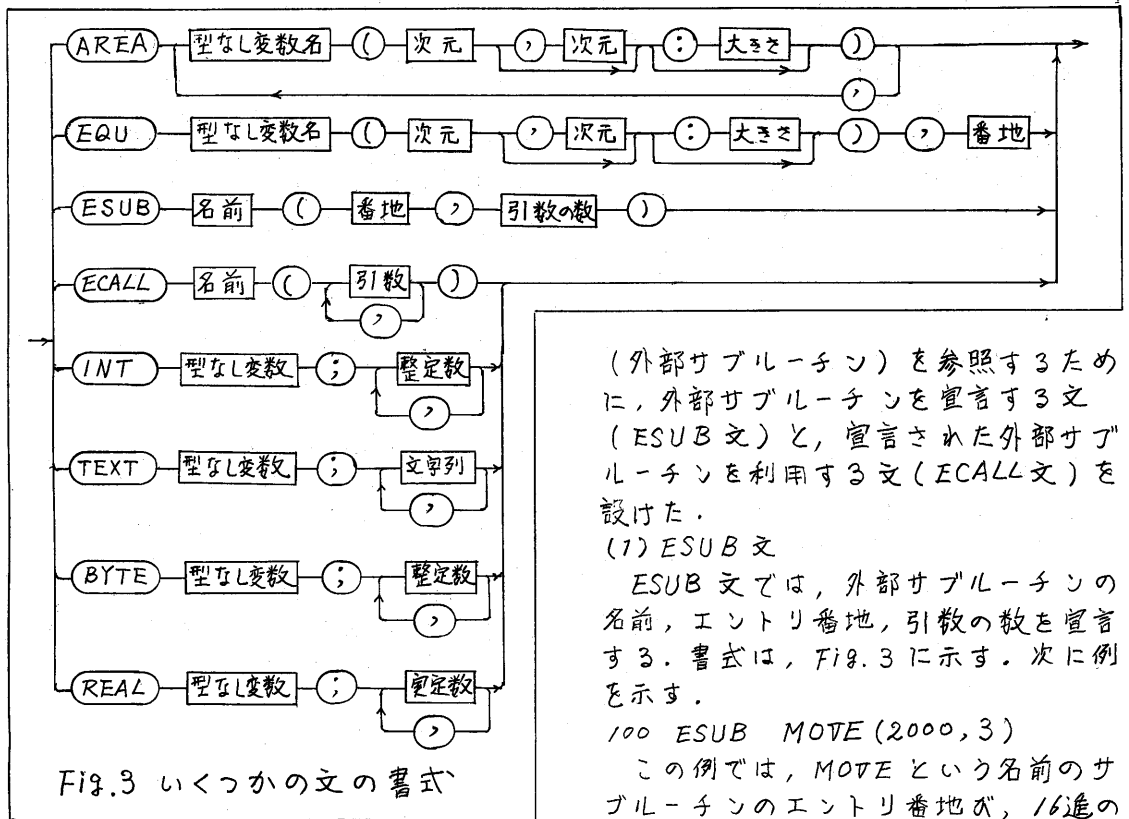 AREA 型なし変数名 ( 次元 , 次元 : 大きさ )
,
EQU 型なし変数名 ( 次元 , 次元 : 大きさ ) , 番地
ESUB 名前 ( 番地 , 引数の数 )
ECALL 名前 ( 引数 )
,
INT 型なし変数 ; 整定数
,
TEXT 型なし変数 ; 文字列
,
BYTE 型なし変数 ; 整定数
,
REAL 型なし変数 ; 実定数
,
Fig.3 いくつかの文の書式
(外部サブルーチン)を参照するため
に,外部サブルーチンを宣言する文
(ESUB文)と,宣言された外部サブ
ルーチンを利用する文(ECALL文)を
設けた.
(1) ESUB文
ESUB文では,外部サブルーチンの
名前,エントリ番地,引数の数を宣言
する.書式は,Fig.3に示す.次に例
を示す.
100 ESUB MOVE(2000,3)
この例では,MOVEという名前のサ
ブルーチンのエントリ番地が,16進の